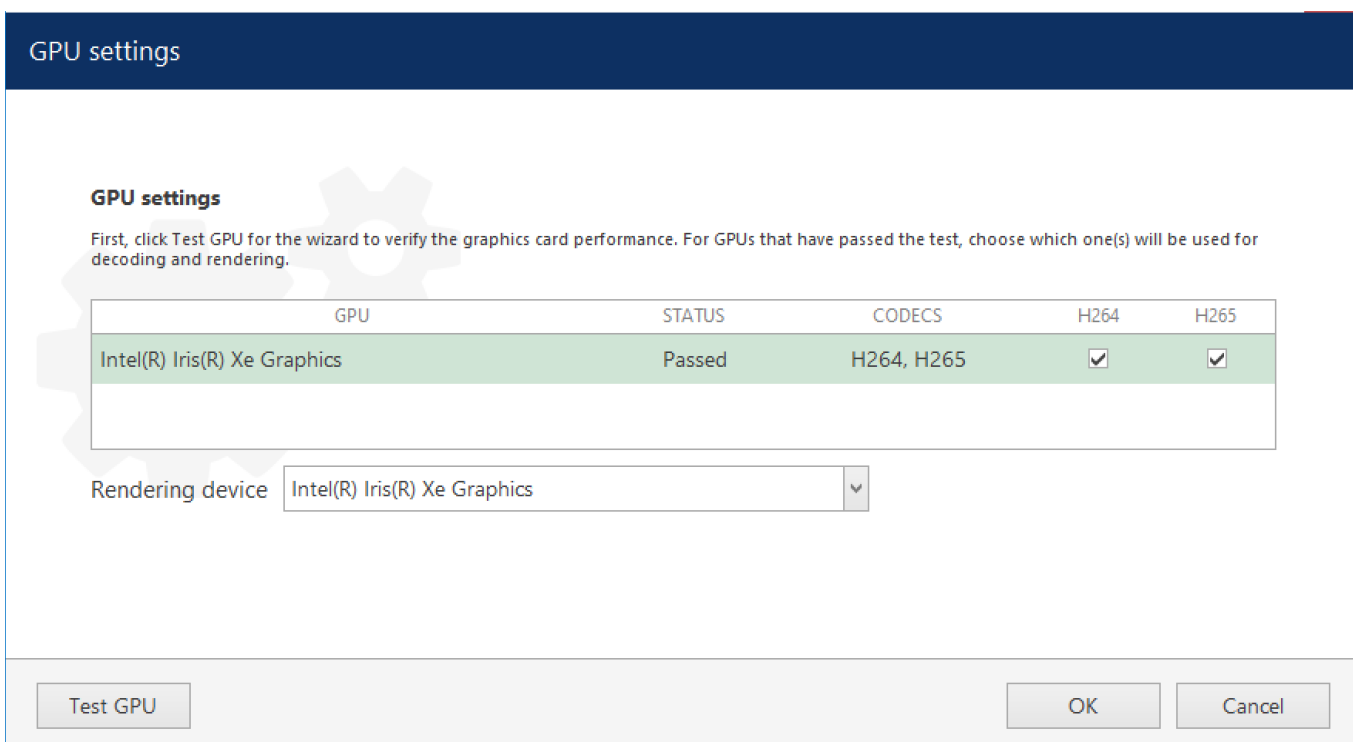 GPU settings
GPU settings
First, click Test GPU for the wizard to verify the graphics card performance. For GPUs that have passed the test, choose which one(s) will be used for
decoding and rendering.
GPU STATUS CODECS H264 H265
Intel(R) Iris(R) Xe Graphics Passed H264, H265
Rendering device Intel(R) Iris(R) Xe Graphics
Test GPU OK Cancel